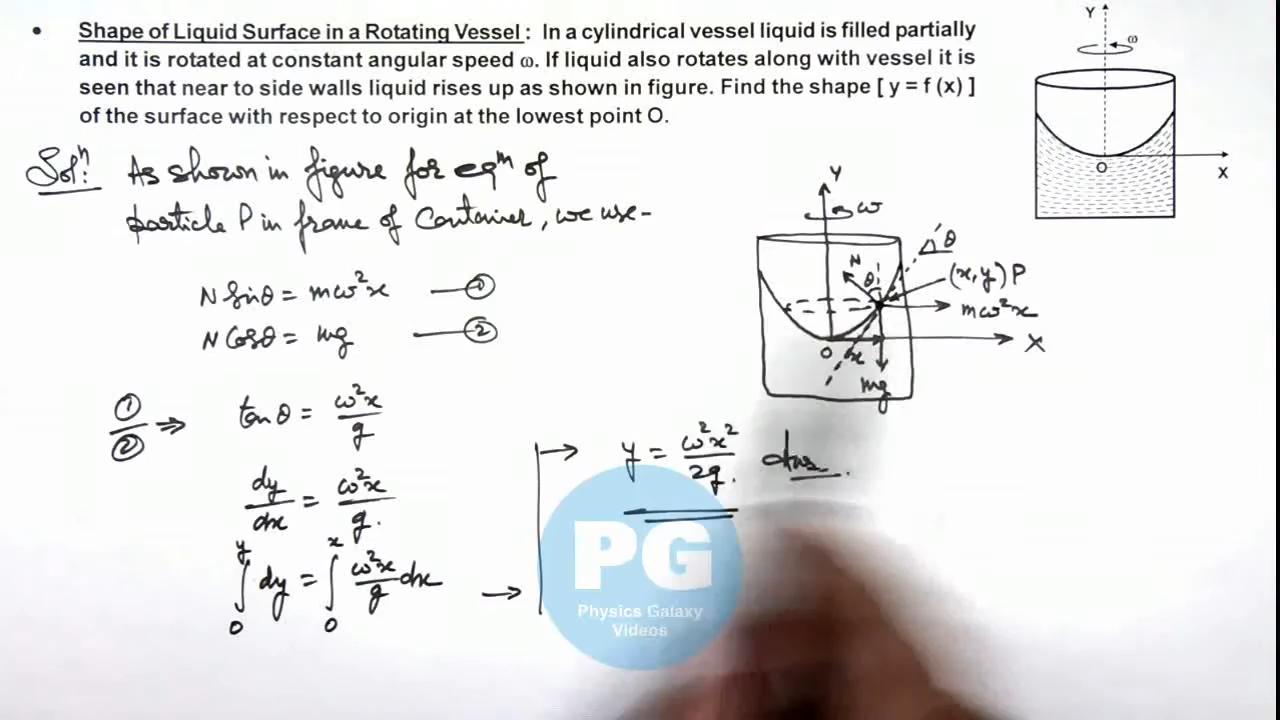 • Shape of Liquid Surface in a Rotating Vessel : In a cylindrical vessel liquid is filled partially
and it is rotated at constant angular speed ω. If liquid also rotates along with vessel it is
seen that near to side walls liquid rises up as shown in figure. Find the shape [ y = f (x) ]
of the surface with respect to origin at the lowest point O.
Y
ω
O
X
Solⁿ: As shown in figure for eqᵐ of
particle P in frame of Container, we use-
N Sinθ = mω²x —①
N Cosθ = mg —②
①/② ⇒ tanθ = ω²x/g
dy/dx = ω²x/g.
∫₀^y dy = ∫₀^x ω²x/g dx →
→ y = ω²x²/2g. Ans.
Y
ω
N
θ
θ
(x, y) P
mω²x
O
x
X
mg
PG
Physics Galaxy
Videos